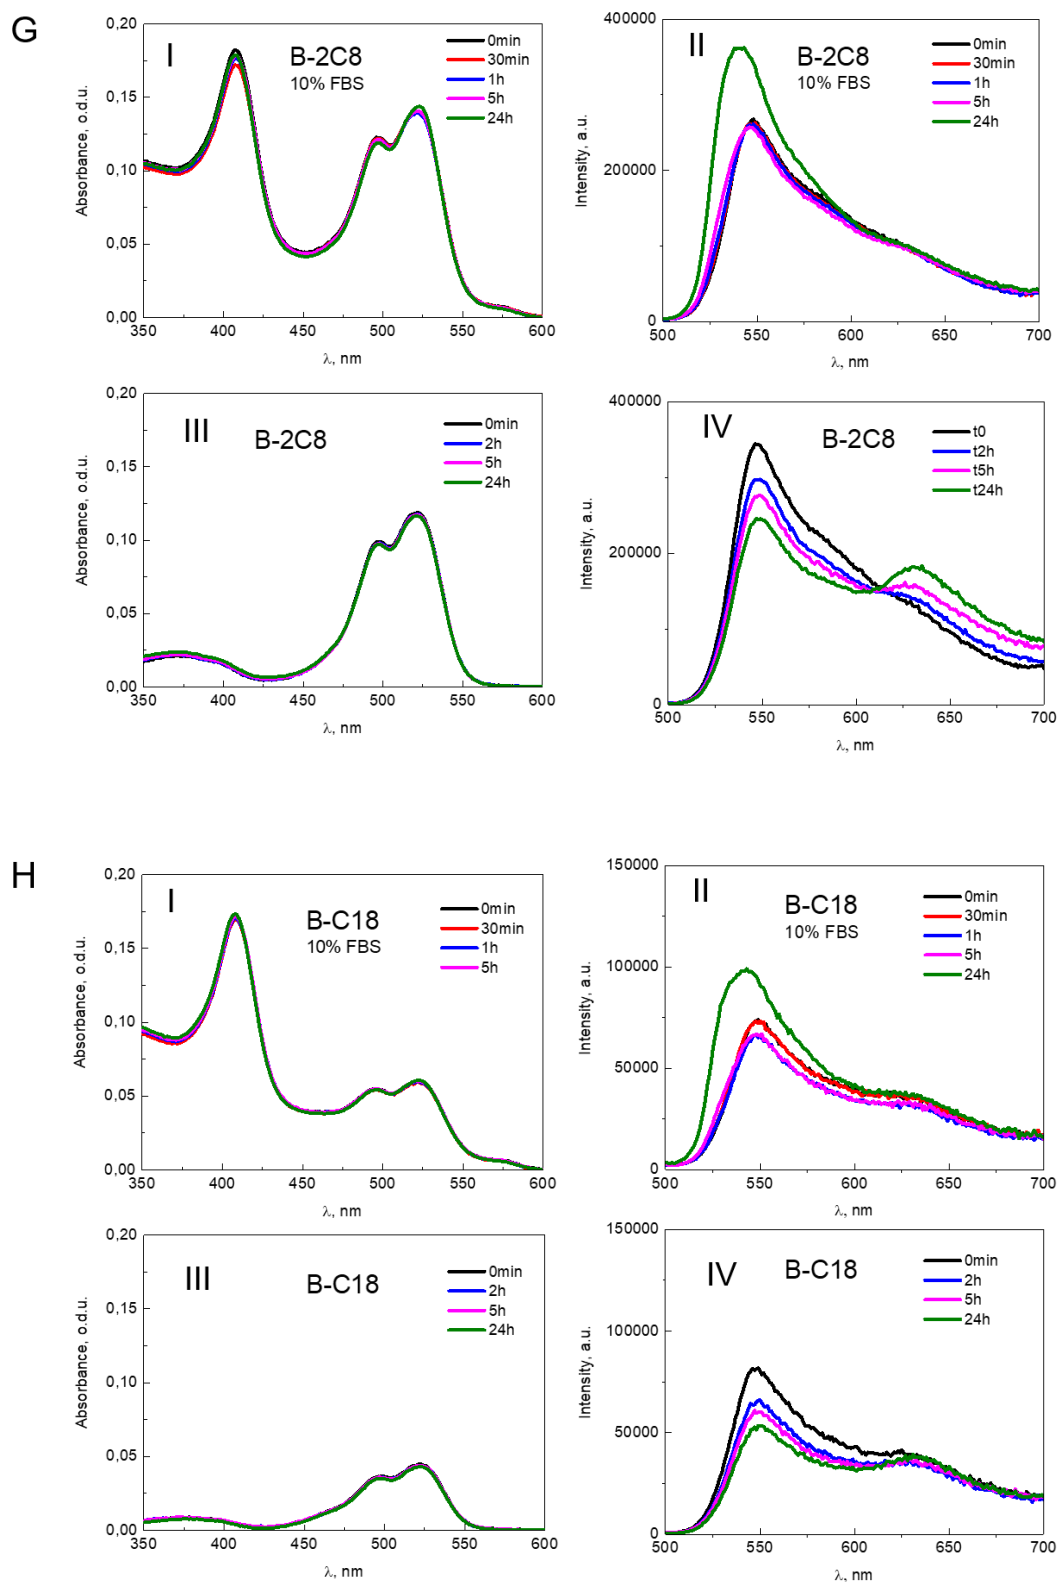 G
I
B-2C8
10% FBS
0min
30min
1h
5h
24h
0,20
0,15
0,10
0,05
0,00
350 400 450 500 550 600
Absorbance, o.d.u.
λ, nm
II
B-2C8
10% FBS
0min
30min
1h
5h
24h
400000
200000
0
500 550 600 650 700
Intensity, a.u.
λ, nm
III
B-2C8
0min
2h
5h
24h
0,20
0,15
0,10
0,05
0,00
350 400 450 500 550 600
Absorbance, o.d.u.
λ, nm
IV
B-2C8
t0
t2h
t5h
t24h
400000
200000
0
500 550 600 650 700
Intensity, a.u.
λ, nm
H
I
B-C18
10% FBS
0min
30min
1h
5h
0,20
0,15
0,10
0,05
0,00
350 400 450 500 550 600
Absorbance, o.d.u.
λ, nm
II
B-C18
10% FBS
0min
30min
1h
5h
24h
150000
100000
50000
0
500 550 600 650 700
Intensity, a.u.
λ, nm
III
B-C18
0min
2h
5h
24h
0,20
0,15
0,10
0,05
0,00
350 400 450 500 550 600
Absorbance, o.d.u.
λ, nm
IV
B-C18
0min
2h
5h
24h
150000
100000
50000
0
500 550 600 650 700
Intensity, a.u.
λ, nm